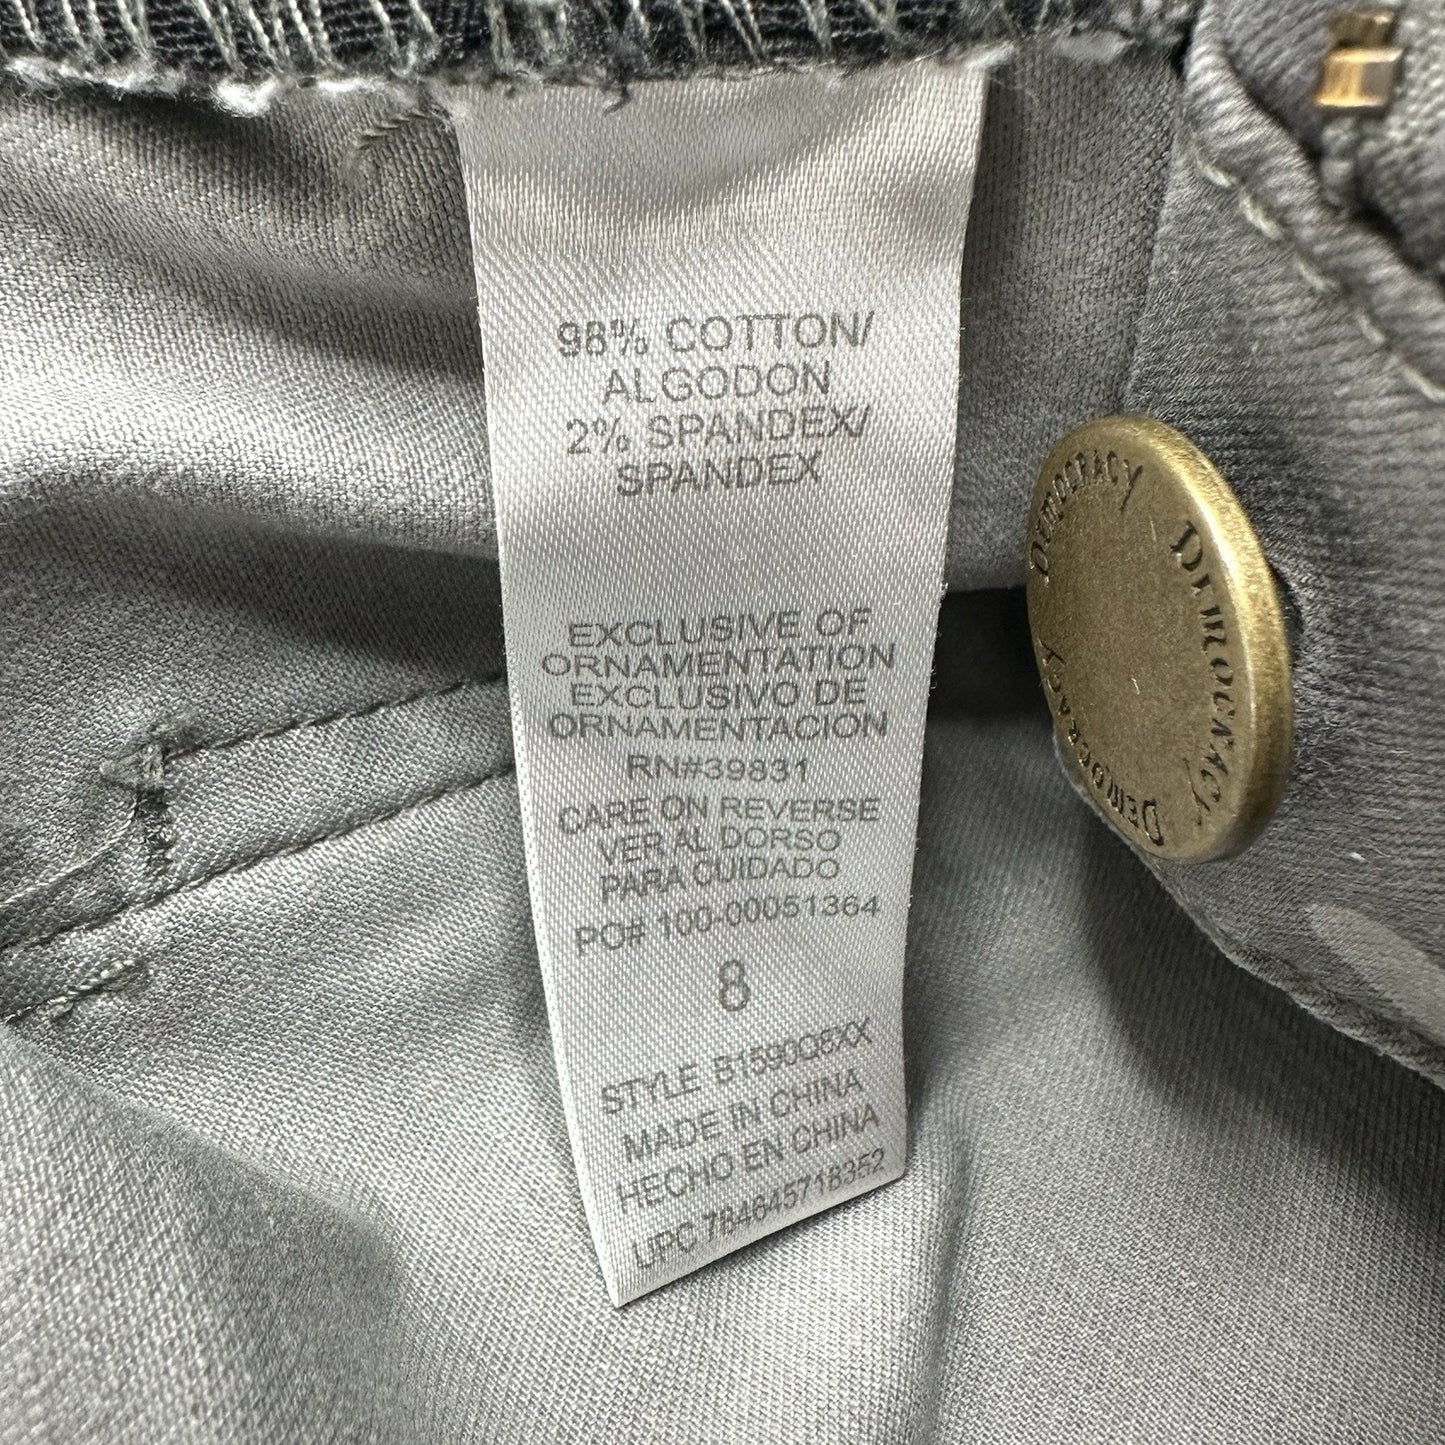 98% COTTON/
ALGODON
2% SPANDEX/
SPANDEX
EXCLUSIVE OF
ORNAMENTATION
EXCLUSIVO DE
ORNAMENTACION
RN#39831
CARE ON REVERSE
VER AL DORSO
PARA CUIDADO
PO# 100-00051364
8
STYLE B1590Q8XX
MADE IN CHINA
HECHO EN CHINA
UPC 784645718352
DEMOCRACY
DEMOCRACY
DEMOCRACY